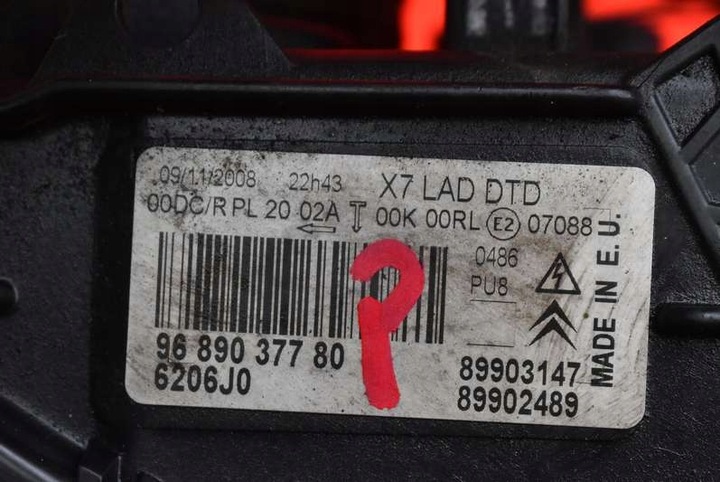 09/11/2008 22h43 X7 LAD DTD
00DC/R PL 20 02A 00K 00RL E2 07088
0486
PU8
96 890 377 80
6206J0
89903147
89902489
MADE IN E.U.
P